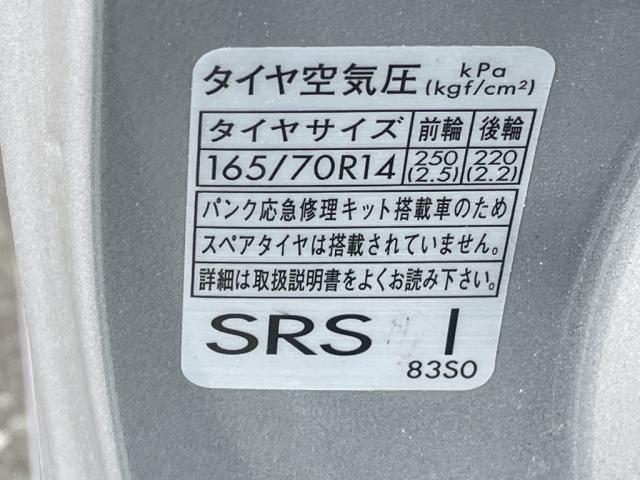 タイヤ空気圧 kPa (kgf/cm²)
タイヤサイズ 前輪 後輪
165/70R14 250 (2.5) 220 (2.2)
パンク応急修理キット搭載車のため
スペアタイヤは搭載されていません。
詳細は取扱説明書をよくお読み下さい。
SRS I
83S0